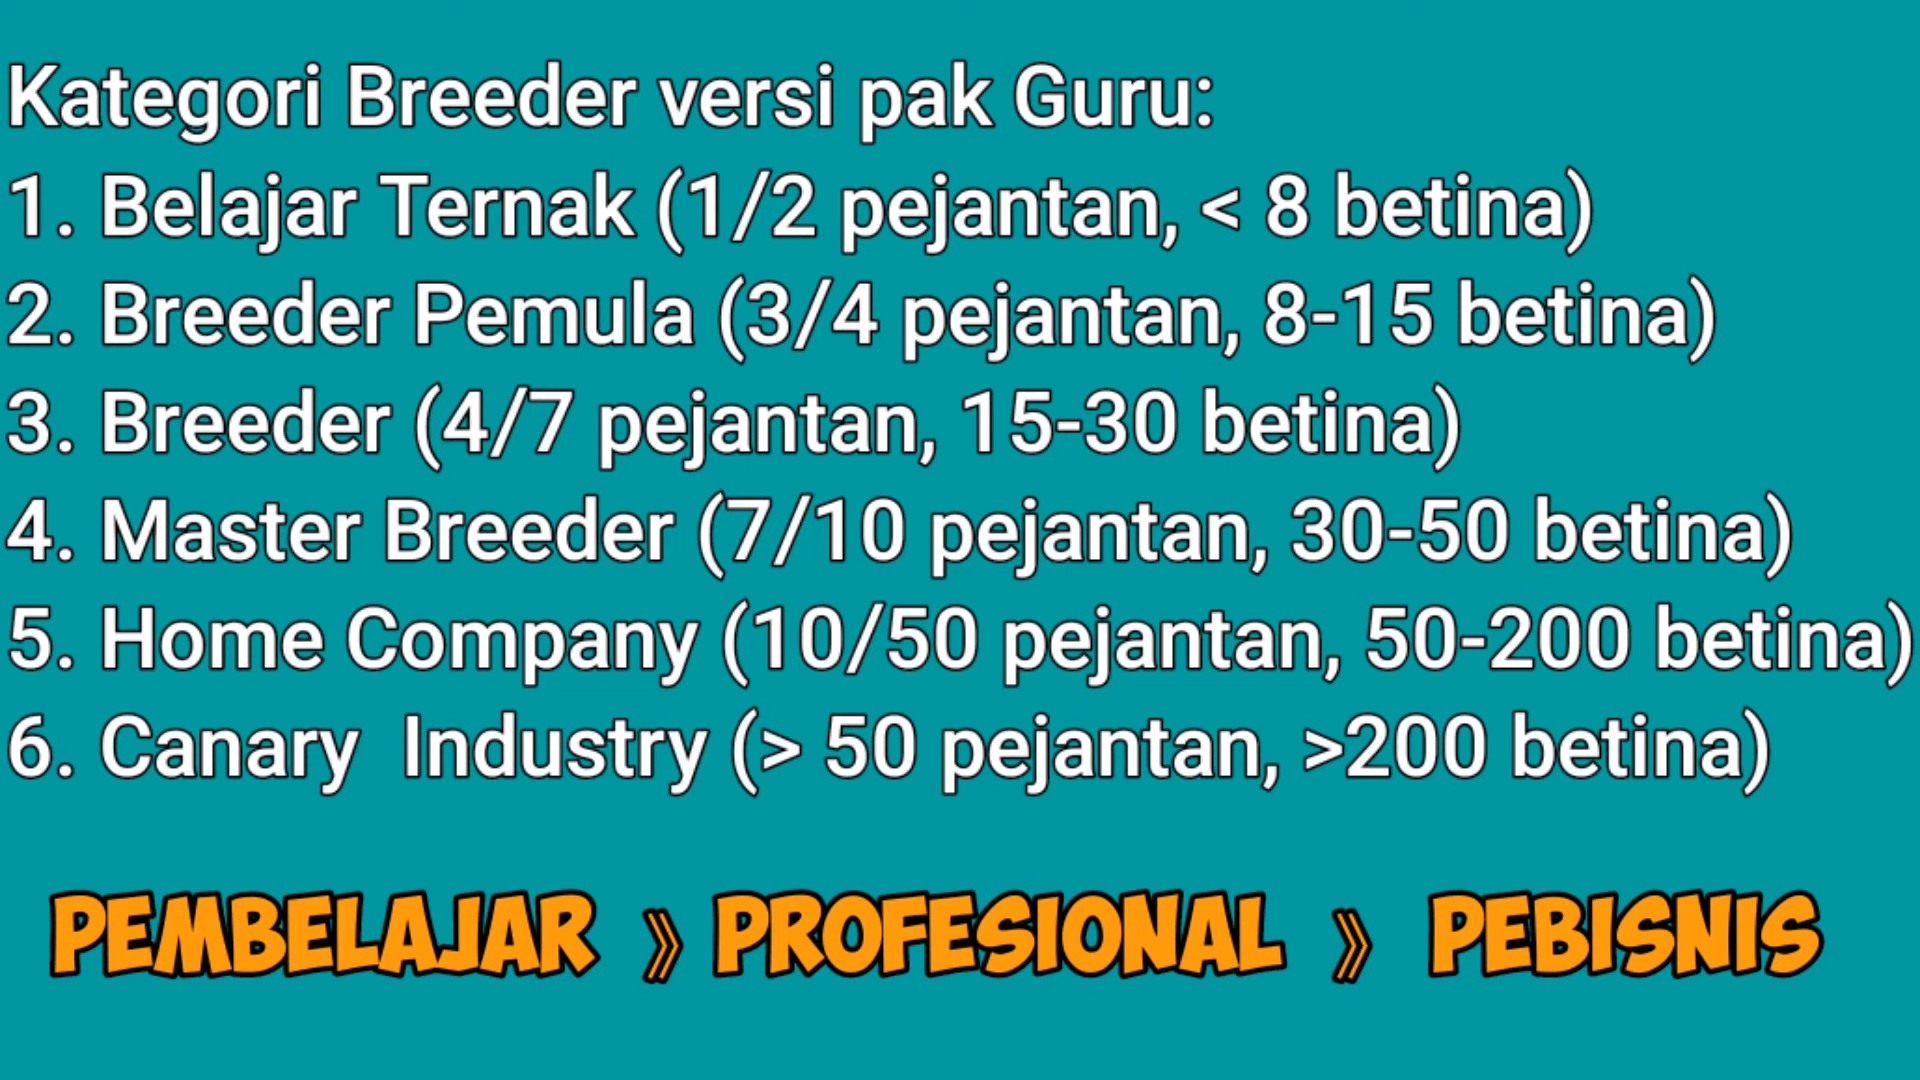 Kategori Breeder versi pak Guru:
1. Belajar Ternak (1/2 pejantan, < 8 betina)
2. Breeder Pemula (3/4 pejantan, 8-15 betina)
3. Breeder (4/7 pejantan, 15-30 betina)
4. Master Breeder (7/10 pejantan, 30-50 betina)
5. Home Company (10/50 pejantan, 50-200 betina)
6. Canary  Industry (> 50 pejantan, >200 betina)
PEMBELAJAR 》 PROFESIONAL 》 PEBISNIS